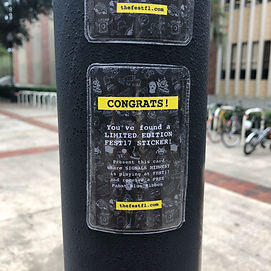 thefestfl.com
CONGRATS!
You've found a
LIMITED EDITION
FEST17 STICKER!
Present this card
where SIGNALS MIDWEST
is playing at FEST17
and receive a FREE
Pabst Blue Ribbon
thefestfl.com